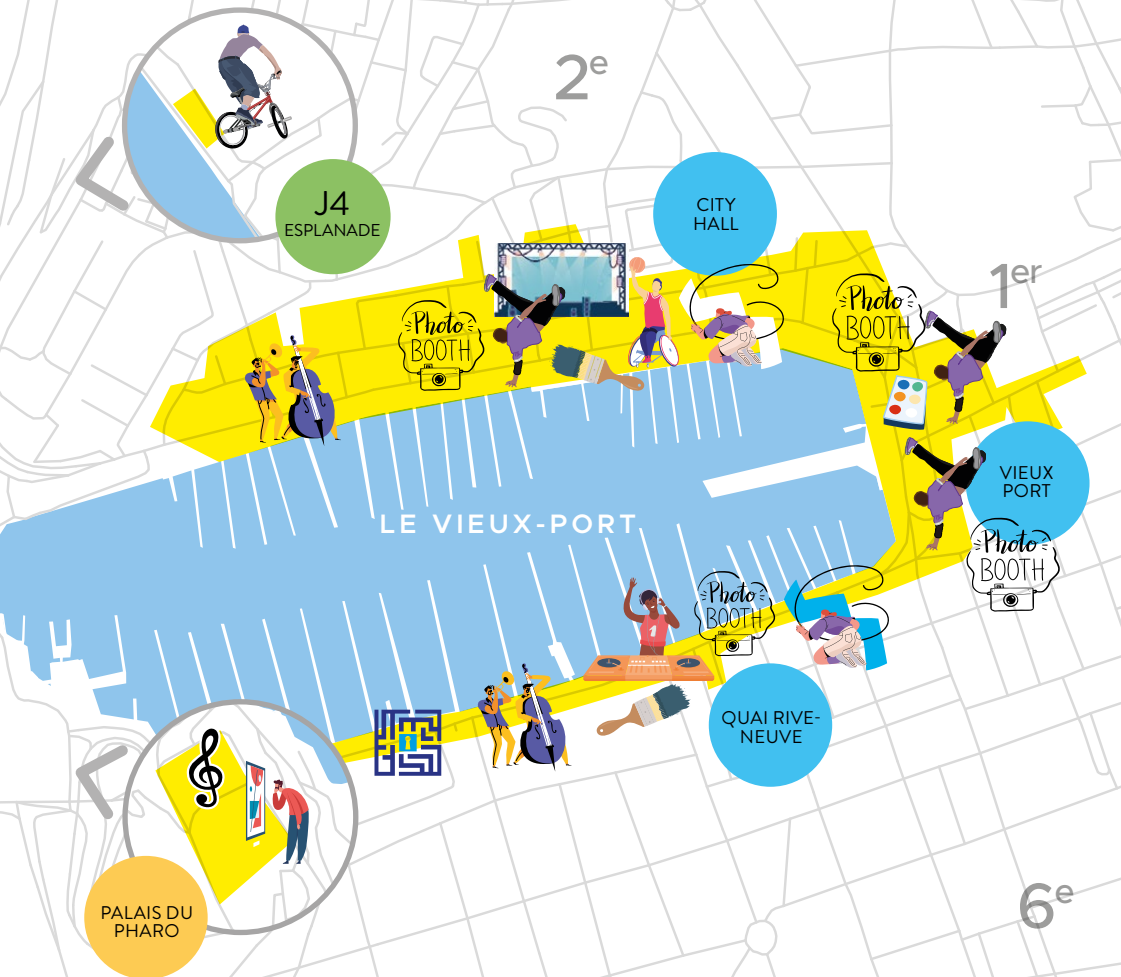 2e
J4
ESPLANADE
CITY
HALL
1er
Photo
BOOTH
Photo
BOOTH
VIEUX
PORT
LE VIEUX-PORT
Photo
BOOTH
Photo
BOOTH
1
QUAI RIVE-
NEUVE
PALAIS DU
PHARO
6e